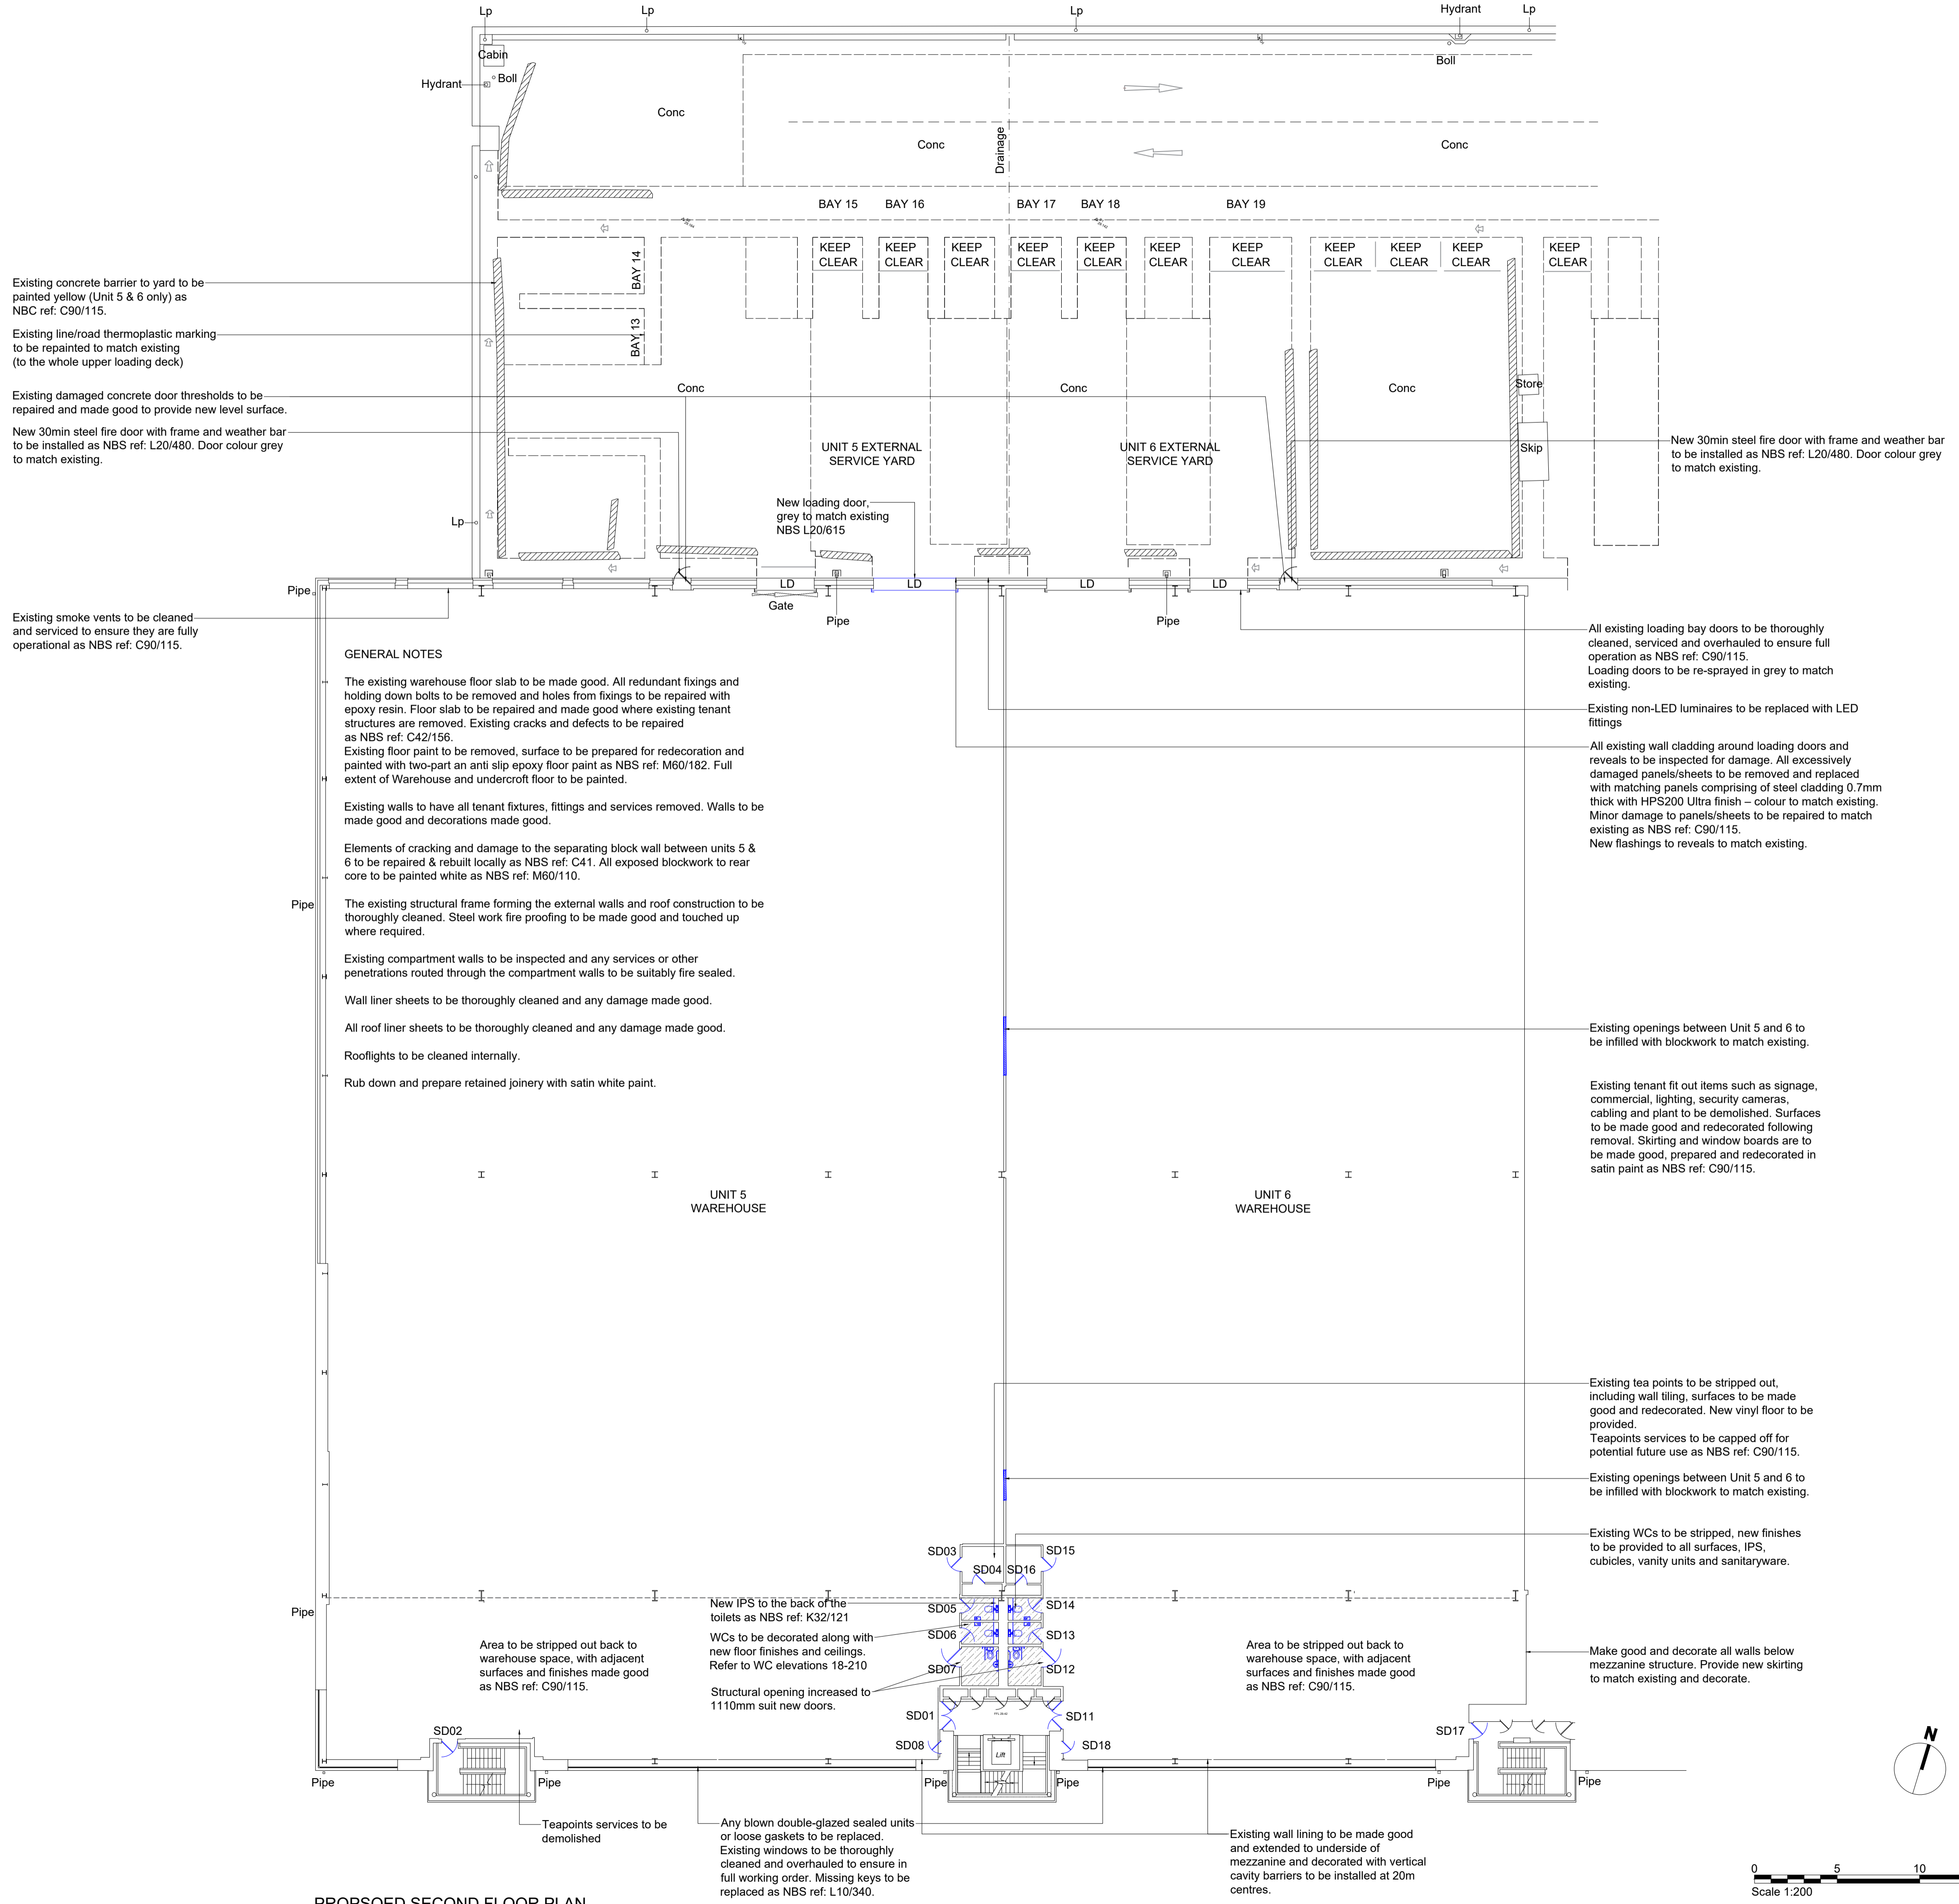 Lp
Lp
Lp
Hydrant
Lp
Cabin
Boll
Hydrant
Boll
Conc
Conc
Drainage
Conc
BAY 15
BAY 16
BAY 17
BAY 18
BAY 19
KEEP
CLEAR
KEEP
CLEAR
KEEP
CLEAR
KEEP
CLEAR
KEEP
CLEAR
KEEP
CLEAR
KEEP
CLEAR
KEEP
CLEAR
KEEP
CLEAR
KEEP
CLEAR
KEEP
CLEAR
BAY 14
BAY 13
Existing concrete barrier to yard to be
painted yellow (Unit 5 & 6 only) as
NBC ref: C90/115.
Existing line/road thermoplastic marking
to be repainted to match existing
(to the whole upper loading deck)
Existing damaged concrete door thresholds to be
repaired and made good to provide new level surface.
New 30min steel fire door with frame and weather bar
to be installed as NBS ref: L20/480. Door colour grey
to match existing.
Conc
Conc
Conc
Store
Skip
UNIT 5 EXTERNAL
SERVICE YARD
UNIT 6 EXTERNAL
SERVICE YARD
New 30min steel fire door with frame and weather bar
to be installed as NBS ref: L20/480. Door colour grey
to match existing.
New loading door,
grey to match existing
NBS L20/615
Lp
Pipe
LD
LD
LD
LD
Gate
Pipe
Pipe
Existing smoke vents to be cleaned
and serviced to ensure they are fully
operational as NBS ref: C90/115.
GENERAL NOTES
The existing warehouse floor slab to be made good. All redundant fixings and
holding down bolts to be removed and holes from fixings to be repaired with
epoxy resin. Floor slab to be repaired and made good where existing tenant
structures are removed. Existing cracks and defects to be repaired
as NBS ref: C42/156.
Existing floor paint to be removed, surface to be prepared for redecoration and
painted with two-part an anti slip epoxy floor paint as NBS ref: M60/182. Full
extent of Warehouse and undercroft floor to be painted.
Existing walls to have all tenant fixtures, fittings and services removed. Walls to be
made good and decorations made good.
Elements of cracking and damage to the separating block wall between units 5 &
6 to be repaired & rebuilt locally as NBS ref: C41. All exposed blockwork to rear
core to be painted white as NBS ref: M60/110.
The existing structural frame forming the external walls and roof construction to be
thoroughly cleaned. Steel work fire proofing to be made good and touched up
where required.
Existing compartment walls to be inspected and any services or other
penetrations routed through the compartment walls to be suitably fire sealed.
Wall liner sheets to be thoroughly cleaned and any damage made good.
All roof liner sheets to be thoroughly cleaned and any damage made good.
Rooflights to be cleaned internally.
Rub down and prepare retained joinery with satin white paint.
All existing loading bay doors to be thoroughly
cleaned, serviced and overhauled to ensure full
operation as NBS ref: C90/115.
Loading doors to be re-sprayed in grey to match
existing.
Existing non-LED luminaires to be replaced with LED
fittings
All existing wall cladding around loading doors and
reveals to be inspected for damage. All excessively
damaged panels/sheets to be removed and replaced
with matching panels comprising of steel cladding 0.7mm
thick with HPS200 Ultra finish – colour to match existing.
Minor damage to panels/sheets to be repaired to match
existing as NBS ref: C90/115.
New flashings to reveals to match existing.
Pipe
Existing openings between Unit 5 and 6 to
be infilled with blockwork to match existing.
Existing tenant fit out items such as signage,
commercial, lighting, security cameras,
cabling and plant to be demolished. Surfaces
to be made good and redecorated following
removal. Skirting and window boards are to
be made good, prepared and redecorated in
satin paint as NBS ref: C90/115.
UNIT 5
WAREHOUSE
UNIT 6
WAREHOUSE
Existing tea points to be stripped out,
including wall tiling, surfaces to be made
good and redecorated. New vinyl floor to be
provided.
Teapoints services to be capped off for
potential future use as NBS ref: C90/115.
Existing openings between Unit 5 and 6 to
be infilled with blockwork to match existing.
Existing WCs to be stripped, new finishes
to be provided to all surfaces, IPS,
cubicles, vanity units and sanitaryware.
SD03
SD15
SD04
SD16
SD05
SD14
SD06
SD13
SD07
SD12
New IPS to the back of the
toilets as NBS ref: K32/121
WCs to be decorated along with
new floor finishes and ceilings.
Refer to WC elevations 18-210
Structural opening increased to
1110mm suit new doors.
Pipe
Area to be stripped out back to
warehouse space, with adjacent
surfaces and finishes made good
as NBS ref: C90/115.
Area to be stripped out back to
warehouse space, with adjacent
surfaces and finishes made good
as NBS ref: C90/115.
Make good and decorate all walls below
mezzanine structure. Provide new skirting
to match existing and decorate.
SD01
SD11
SD02
SD17
SD08
SD18
Lift
N
Pipe
Pipe
Pipe
Pipe
Pipe
Pipe
Teapoints services to be
demolished
Any blown double-glazed sealed units
or loose gaskets to be replaced.
Existing windows to be thoroughly
cleaned and overhauled to ensure in
full working order. Missing keys to be
replaced as NBS ref: L10/340.
Existing wall lining to be made good
and extended to underside of
mezzanine and decorated with vertical
cavity barriers to be installed at 20m
centres.
0 5 10
Scale 1:200
PROPSOED SECOND FLOOR PLAN